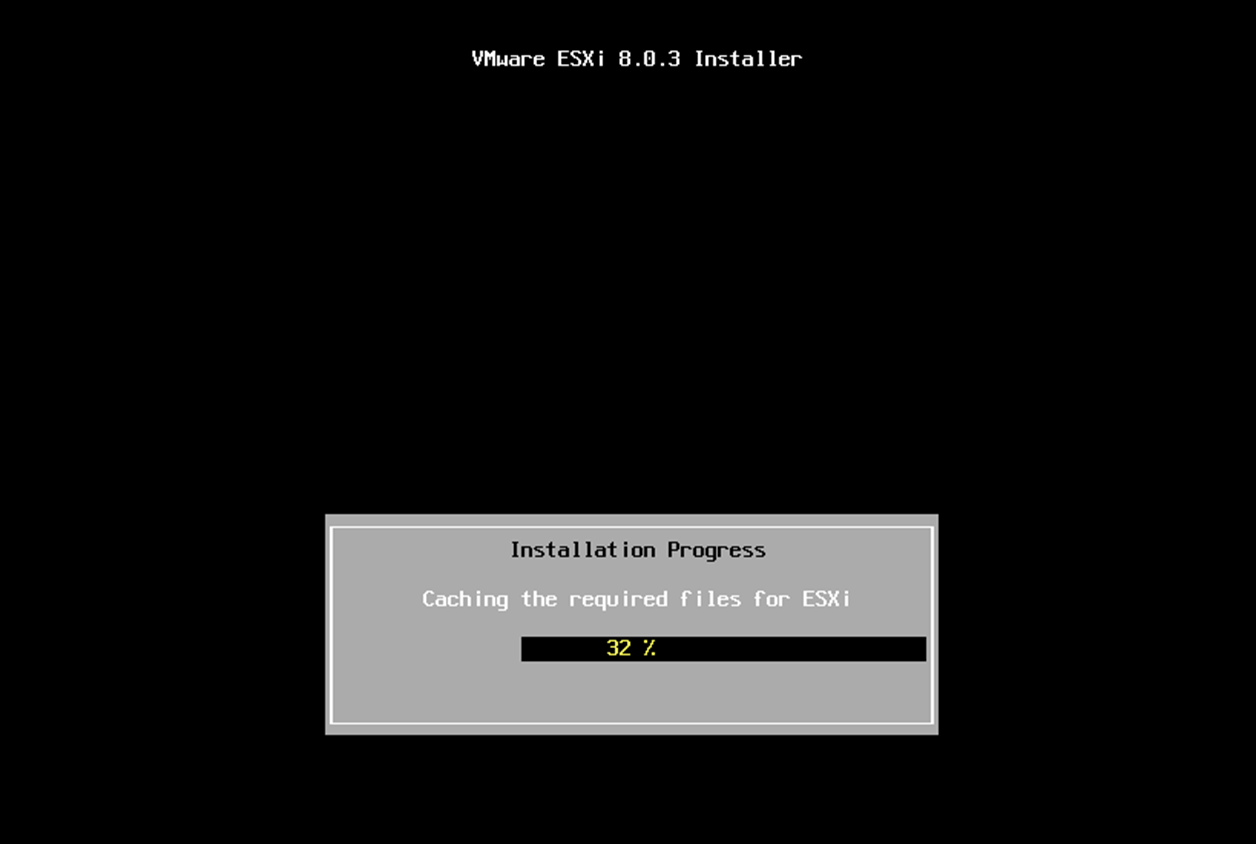 VMware ESXi 8.0.3 Installer
Installation Progress
Caching the required files for ESXi
32 %